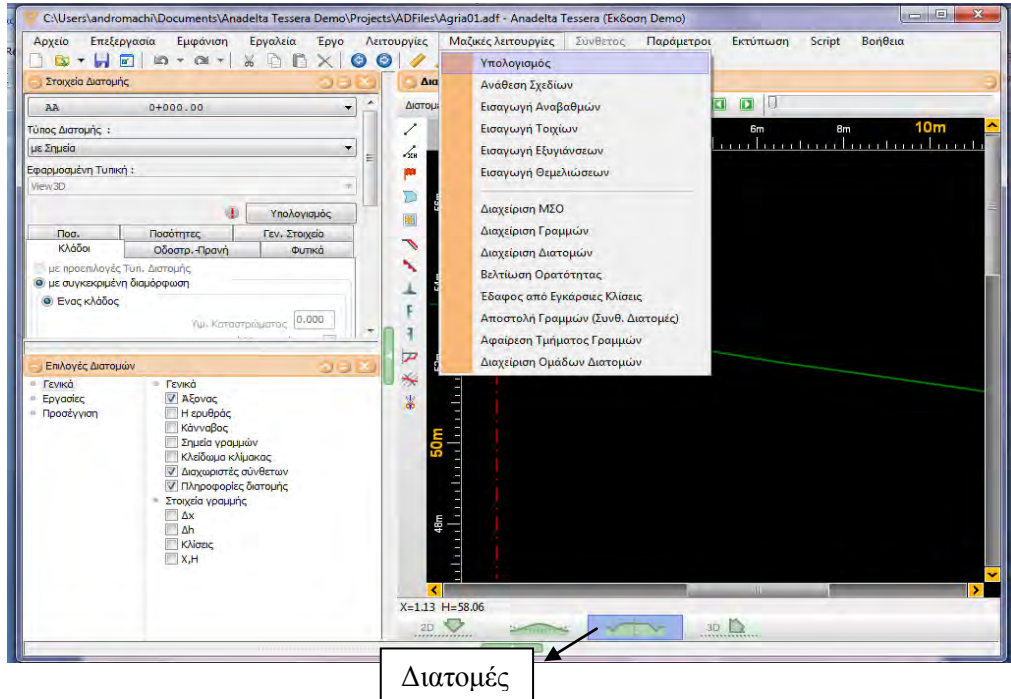 C:\Users\andromachi\Documents\Anadelta Tessera Demo\Projects\ADFiles\Agria01.adf - Anadelta Tessera (Έκδοση Demo)
Αρχείο Επεξεργασία Εμφάνιση Εργαλεία Έργο Λειτουργίες Μαζικές λειτουργίες Σύνθετος Παράμετροι Εκτύπωση Script Βοήθεια
Στοιχεία Διατομής
AA 0+000.00
Τύπος Διατομής :
με Σημεία
Εφαρμοσμένη Τυπική :
View3D
Υπολογισμός
Ποσ. Ποσότητες Γεν. Στοιχεία
Κλάδοι Οδοστρ.-Πρανή Φυτικά
με προεπιλογές Τυπ. Διατομής
με συγκεκριμένη διαμόρφωση
Ένας κλάδος
Υψ. Καταστρώματος 0.000
Επιλογές Διατομών
Γενικά
Εργασίες
Προσέγγιση
Γενικά
Άξονας
Η ερυθράς
Κάνναβος
Σημεία γραμμών
Κλείδωμα κλίμακας
Διαχωριστές σύνθετων
Πληροφορίες διατομής
Στοιχεία γραμμής
Δx
Δh
Κλίσεις
X,H
Υπολογισμός
Ανάθεση Σχεδίων
Εισαγωγή Αναβαθμών
Εισαγωγή Τοιχίων
Εισαγωγή Εξυγιάνσεων
Εισαγωγή Θεμελιώσεων
Διαχείριση ΜΣΟ
Διαχείριση Γραμμών
Διαχείριση Διατομών
Βελτίωση Ορατότητας
Έδαφος από Εγκάρσιες Κλίσεις
Αποστολή Γραμμών (Συνθ. Διατομές)
Αφαίρεση Τμήματος Γραμμών
Διαχείριση Ομάδων Διατομών
6m 8m 10m
50m
48m
X=1.13 H=58.06
2D 3D
Διατομές